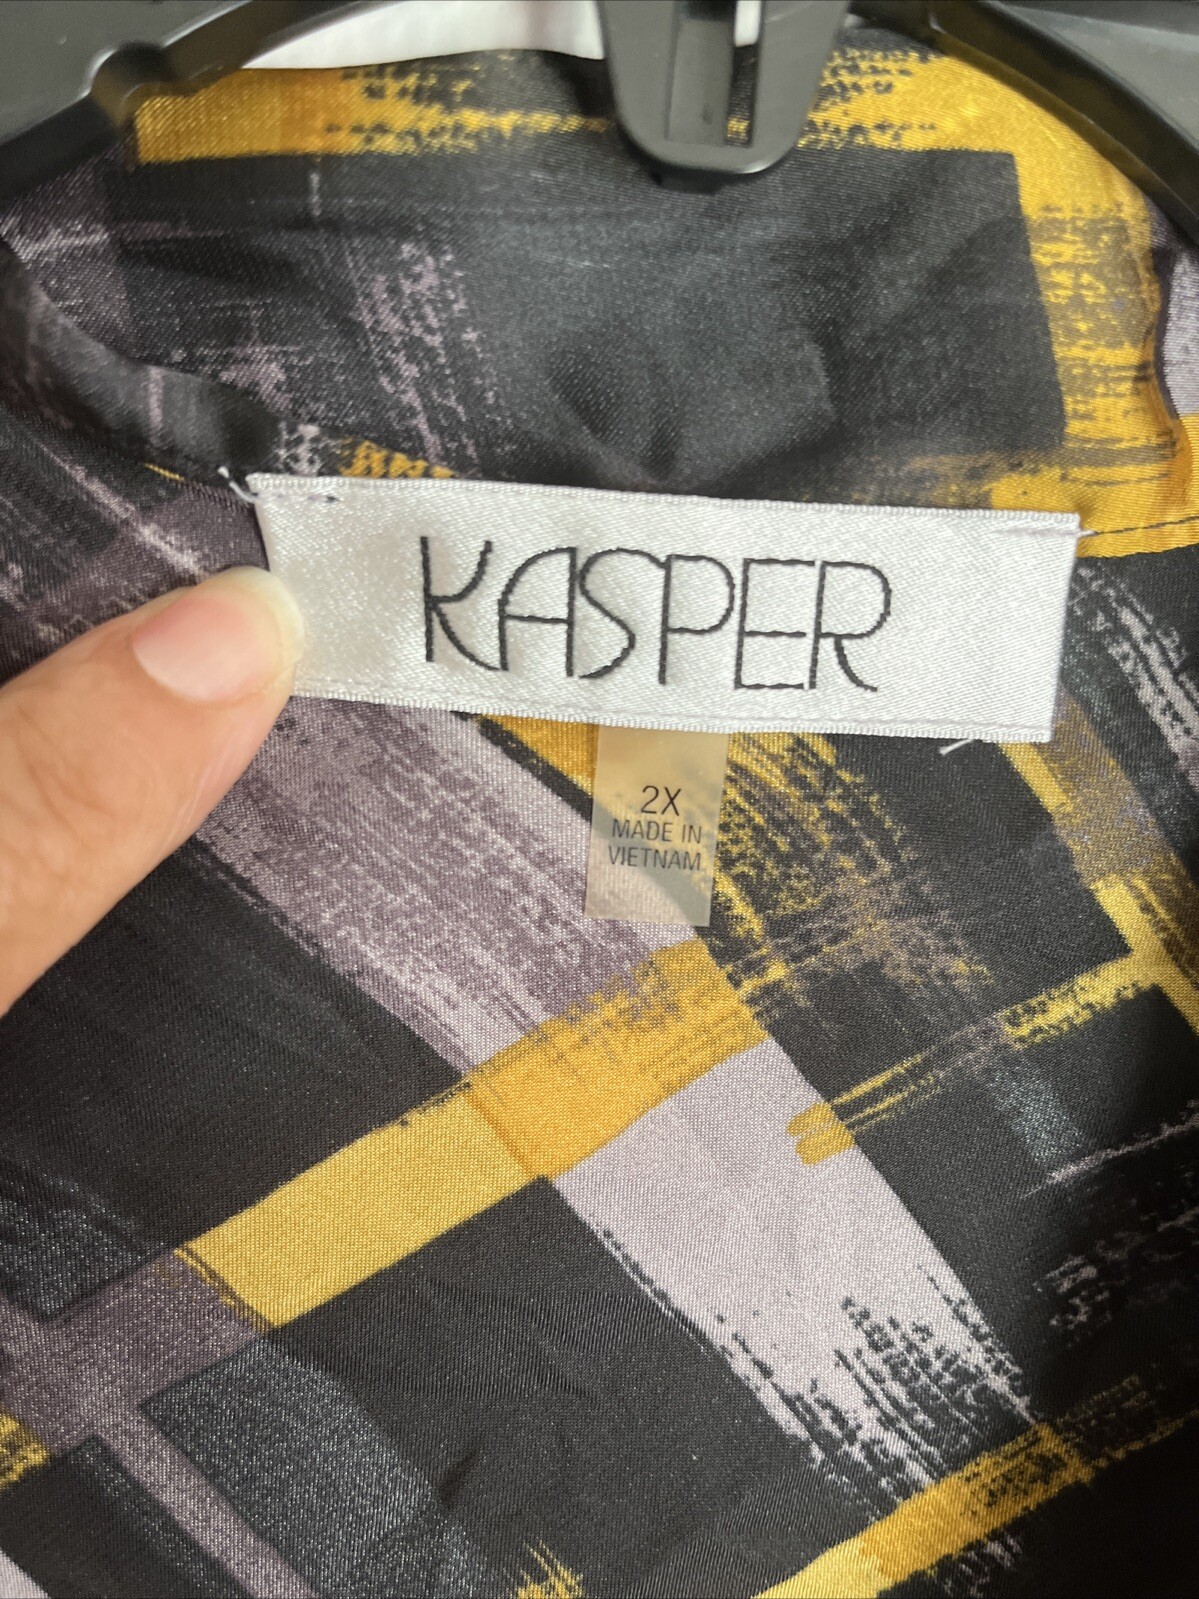 KASPER
2X
MADE IN
VIETNAM